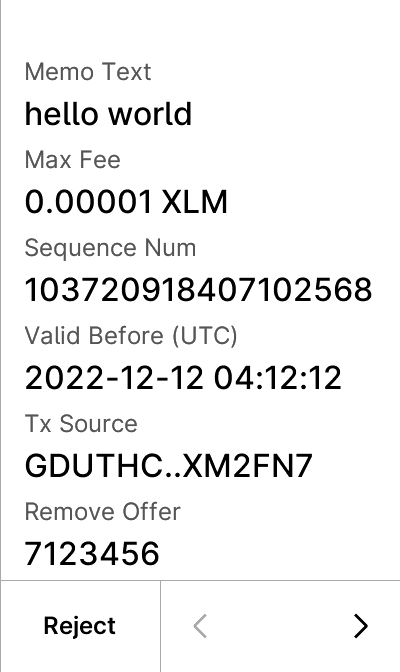 Memo Text
hello world
Max Fee
0.00001 XLM
Sequence Num
103720918407102568
Valid Before (UTC)
2022-12-12 04:12:12
Tx Source
GDUTHC..XM2FN7
Remove Offer
7123456
Reject